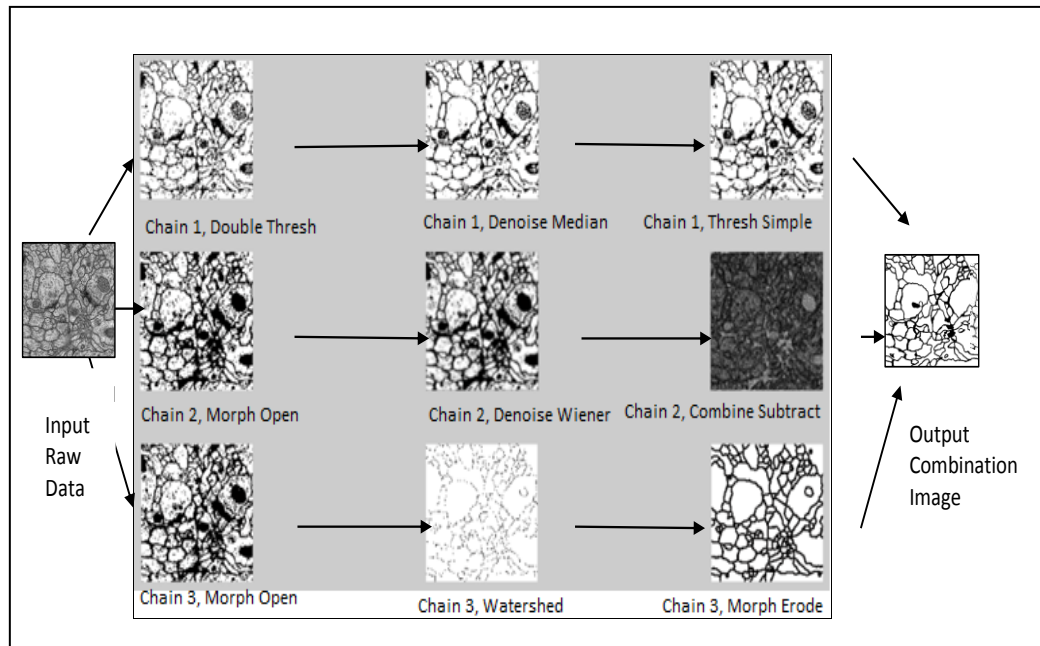 Chain 1, Double Thresh
Chain 1, Denoise Median
Chain 1, Thresh Simple
Chain 2, Morph Open
Chain 2, Denoise Wiener
Chain 2, Combine Subtract
Input
Raw
Data
Output
Combination
Image
Chain 3, Morph Open
Chain 3, Watershed
Chain 3, Morph Erode